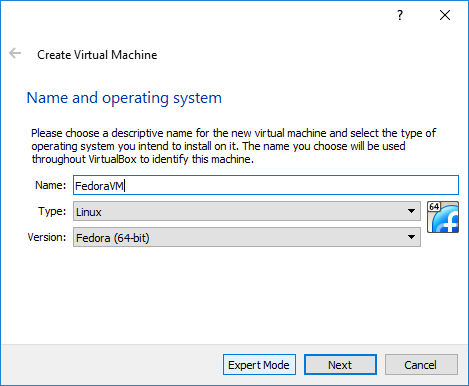 Create Virtual Machine
Name and operating system
Please choose a descriptive name for the new virtual machine and select the type of
operating system you intend to install on it. The name you choose will be used
throughout VirtualBox to identify this machine.
Name: FedoraVM
Type: Linux
64
Version: Fedora (64-bit)
Expert Mode Next Cancel